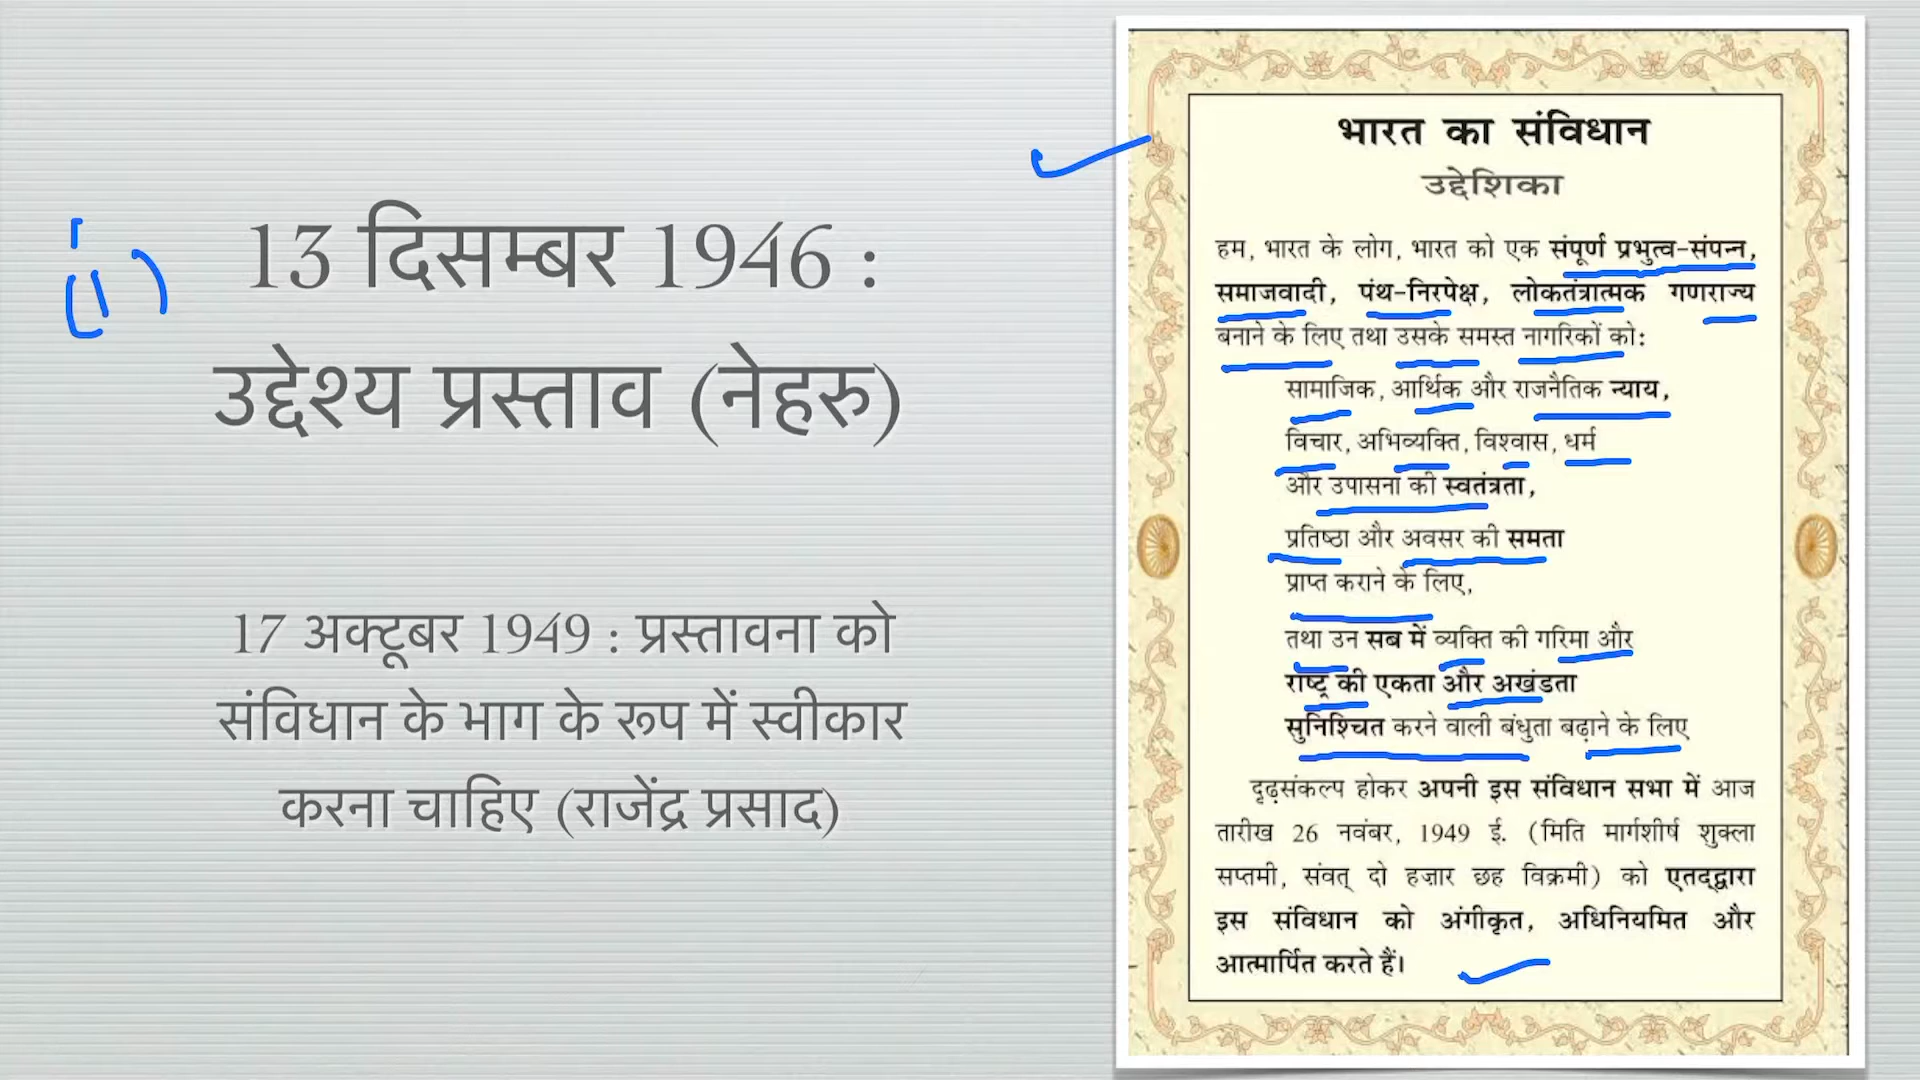 (1)
13 दिसम्बर 1946 :
उद्देश्य प्रस्ताव (नेहरु)
17 अक्टूबर 1949 : प्रस्तावना को
संविधान के भाग के रूप में स्वीकार
करना चाहिए (राजेंद्र प्रसाद)
भारत का संविधान
उद्देशिका
हम, भारत के लोग, भारत को एक संपूर्ण प्रभुत्व-संपन्न,
समाजवादी, पंथ-निरपेक्ष, लोकतंत्रात्मक गणराज्य
बनाने के लिए तथा उसके समस्त नागरिकों को:
सामाजिक, आर्थिक और राजनैतिक न्याय,
विचार, अभिव्यक्ति, विश्वास, धर्म
और उपासना की स्वतंत्रता,
प्रतिष्ठा और अवसर की समता
प्राप्त कराने के लिए,
तथा उन सब में व्यक्ति की गरिमा और
राष्ट्र की एकता और अखंडता
सुनिश्चित करने वाली बंधुता बढ़ाने के लिए
दृढ़संकल्प होकर अपनी इस संविधान सभा में आज
तारीख 26 नवंबर, 1949 ई. (मिति मार्गशीर्ष शुक्ला
सप्तमी, संवत् दो हज़ार छह विक्रमी) को एतद्द्वारा
इस संविधान को अंगीकृत, अधिनियमित और
आत्मार्पित करते हैं।